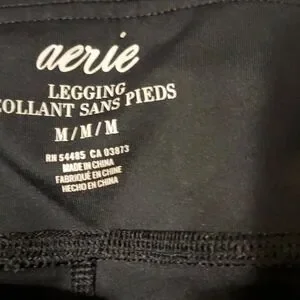 aerie
LEGGING
COLLANT SANS PIEDS
M/M/M
RN 54485 CA 03873
MADE IN CHINA
FABRIQUÉ EN CHINE
HECHO EN CHINA